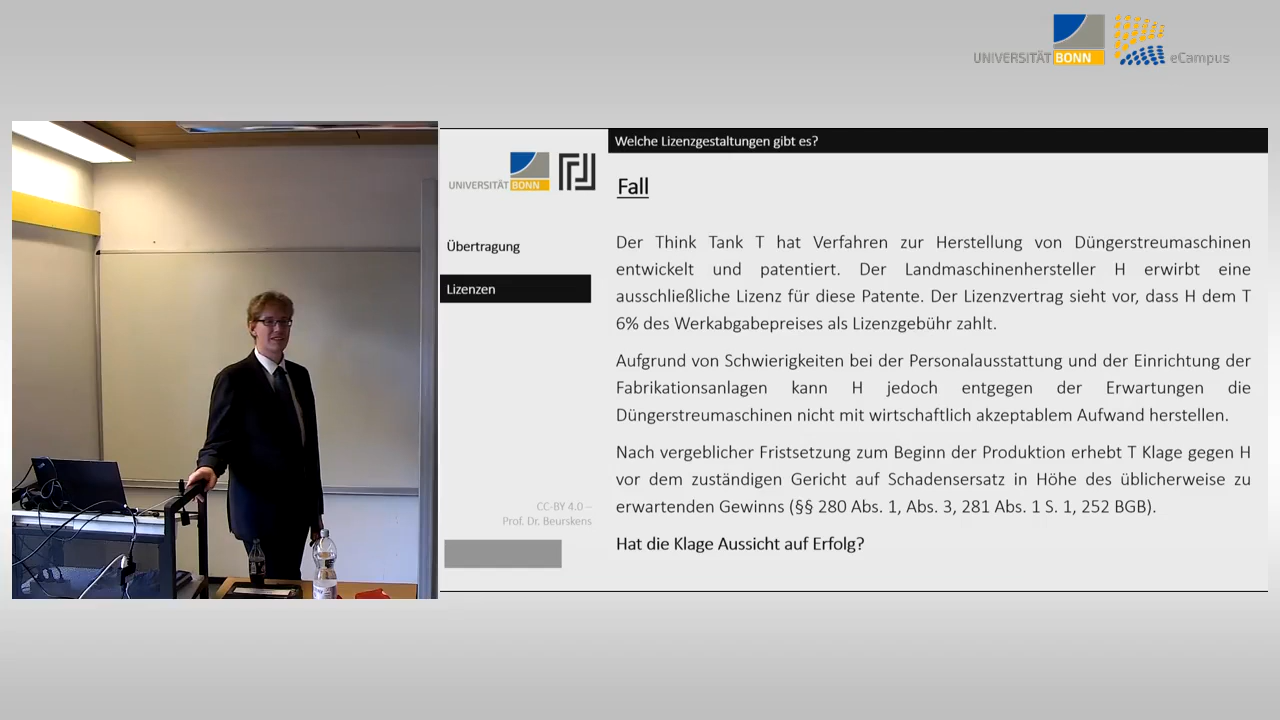 UNIVERSITÄT BONN eCampus
Welche Lizenzgestaltungen gibt es?
UNIVERSITÄT BONN
Übertragung
Lizenzen
CC-BY 4.0 –
Prof. Dr. Beurskens
Fall
Der Think Tank T hat Verfahren zur Herstellung von Düngerstreumaschinen
entwickelt und patentiert. Der Landmaschinenhersteller H erwirbt eine
ausschließliche Lizenz für diese Patente. Der Lizenzvertrag sieht vor, dass H dem T
6% des Werkabgabepreises als Lizenzgebühr zahlt.
Aufgrund von Schwierigkeiten bei der Personalausstattung und der Einrichtung der
Fabrikationsanlagen kann H jedoch entgegen der Erwartungen die
Düngerstreumaschinen nicht mit wirtschaftlich akzeptablem Aufwand herstellen.
Nach vergeblicher Fristsetzung zum Beginn der Produktion erhebt T Klage gegen H
vor dem zuständigen Gericht auf Schadensersatz in Höhe des üblicherweise zu
erwartenden Gewinns (§§ 280 Abs. 1, Abs. 3, 281 Abs. 1 S. 1, 252 BGB).
Hat die Klage Aussicht auf Erfolg?